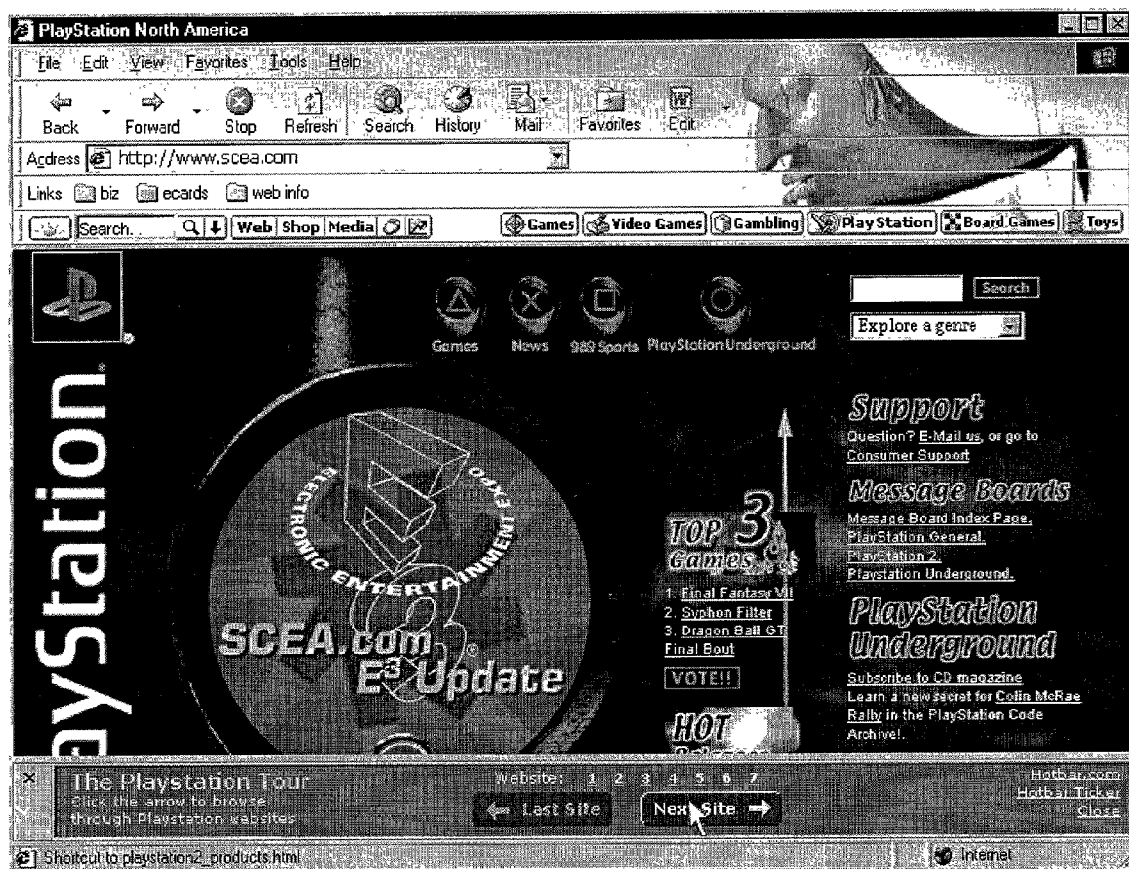 PlayStation North America
File Edit View Favorites Tools Help
Back Forward Stop Refresh Search History Mail Favorites Edit
Address http://www.scea.com
Links biz ecards web info
Search. Web Shop Media Games Video Games Gambling PlayStation Board Games Toys
Search
Explore a genre
Games News 989 Sports PlayStation Underground
ayStation
ELECTRONIC ENTERTAINMENT EXPO
E3
SCEA.com
E3 Update
TOP 3
Games
1. Final Fantasy VII
2. Syphon Filter
3. Dragon Ball GT
Final Bout
VOTE!!
HOT
Support
Question? E-Mail us, or go to
Consumer Support
Message Boards
Message Board Index Page.
PlayStation General.
PlayStation 2.
Playstation Underground.
PlayStation
Underground
Subscribe to CD magazine
Learn a new secret for Colin McRae
Rally in the PlayStation Code
Archive!.
The Playstation Tour
Click the arrow to browse
through Playstation websites
Website: 1 2 3 4 5 6 7
Last Site Next Site
Hotbar.com
Hotbar Ticker
Close
Shortcut to playstation2_products.html
Internet